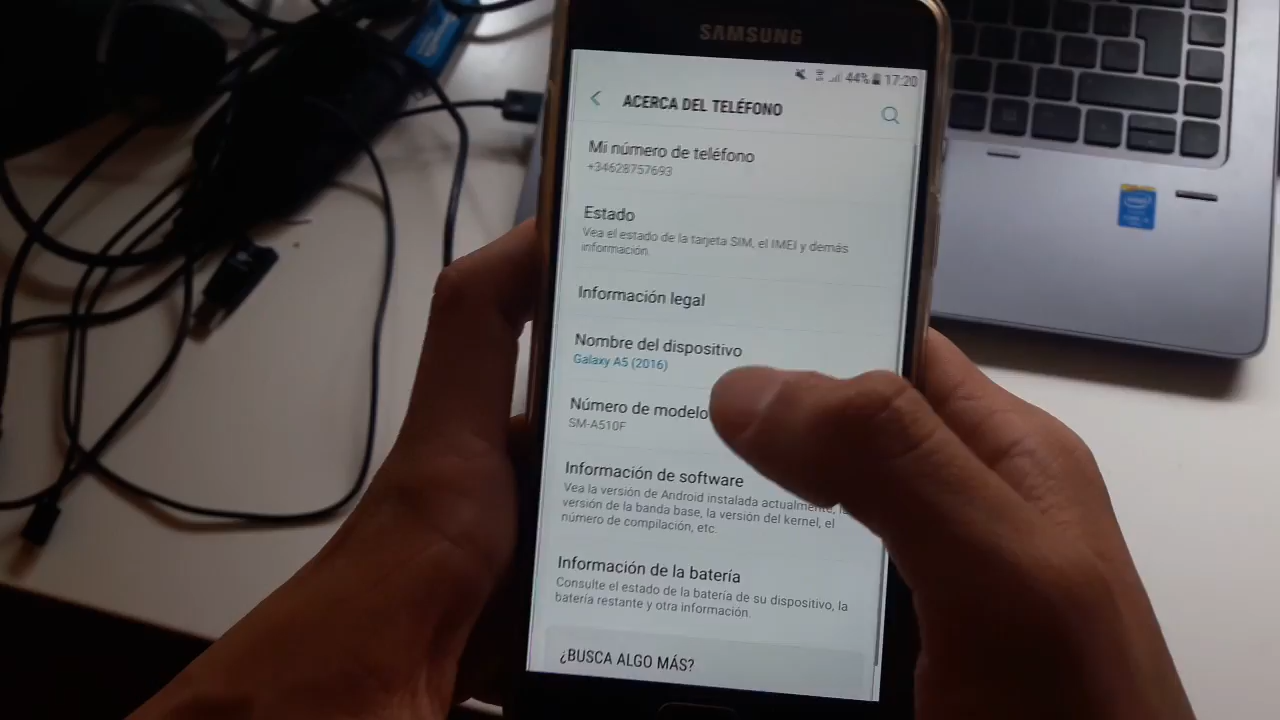 SAMSUNG
44% 17:20
ACERCA DEL TELÉFONO
Mi número de teléfono
+34628757693
Estado
Vea el estado de la tarjeta SIM, el IMEI y demás
información.
Información legal
Nombre del dispositivo
Galaxy A5 (2016)
Número de modelo
SM-A510F
Información de software
Vea la versión de Android instalada actualmente, la
versión de la banda base, la versión del kernel, el
número de compilación, etc.
Información de la batería
Consulte el estado de la batería de su dispositivo, la
batería restante y otra información.
¿BUSCA ALGO MÁS?
intel